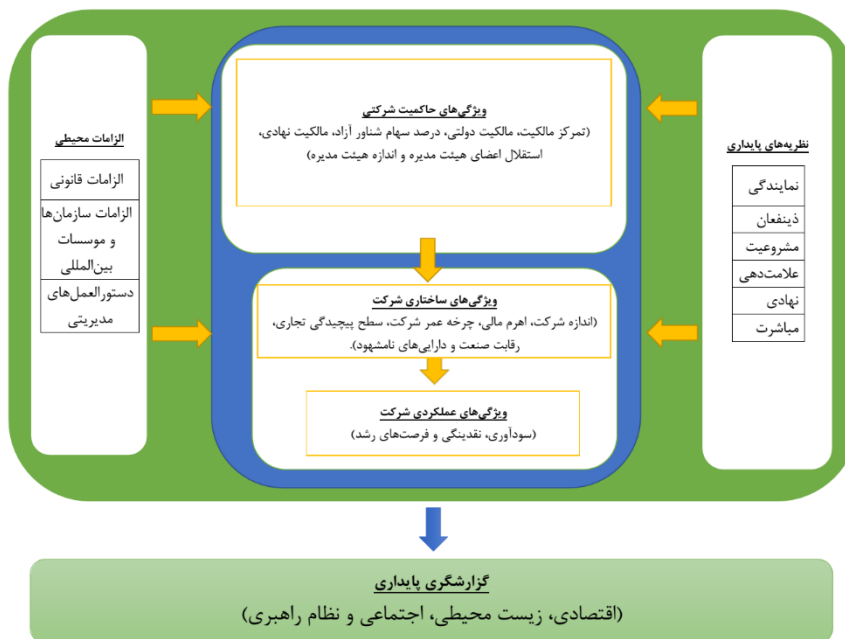 نظریه‌های پایداری
نمایندگی
ذینفعان
مشروعیت
علامت‌دهی
نهادی
مباشرت
ویژگی‌های حاکمیت شرکتی
(تمرکز مالکیت، مالکیت دولتی، درصد سهام شناور آزاد، مالکیت نهادی،
استقلال اعضای هیئت مدیره و اندازه هیئت مدیره)
ویژگی‌های ساختاری شرکت
(اندازه شرکت، اهرم مالی، چرخه عمر شرکت، سطح پیچیدگی تجاری،
رقابت صنعت و دارایی‌های نامشهود).
ویژگی‌های عملکردی شرکت
(سودآوری، نقدینگی و فرصت‌های رشد)
الزامات محیطی
الزامات قانونی
الزامات سازمان‌ها
و موسسات
بین‌المللی
دستورالعمل‌های
مدیریتی
گزارشگری پایداری
(اقتصادی، زیست محیطی، اجتماعی و نظام راهبری)